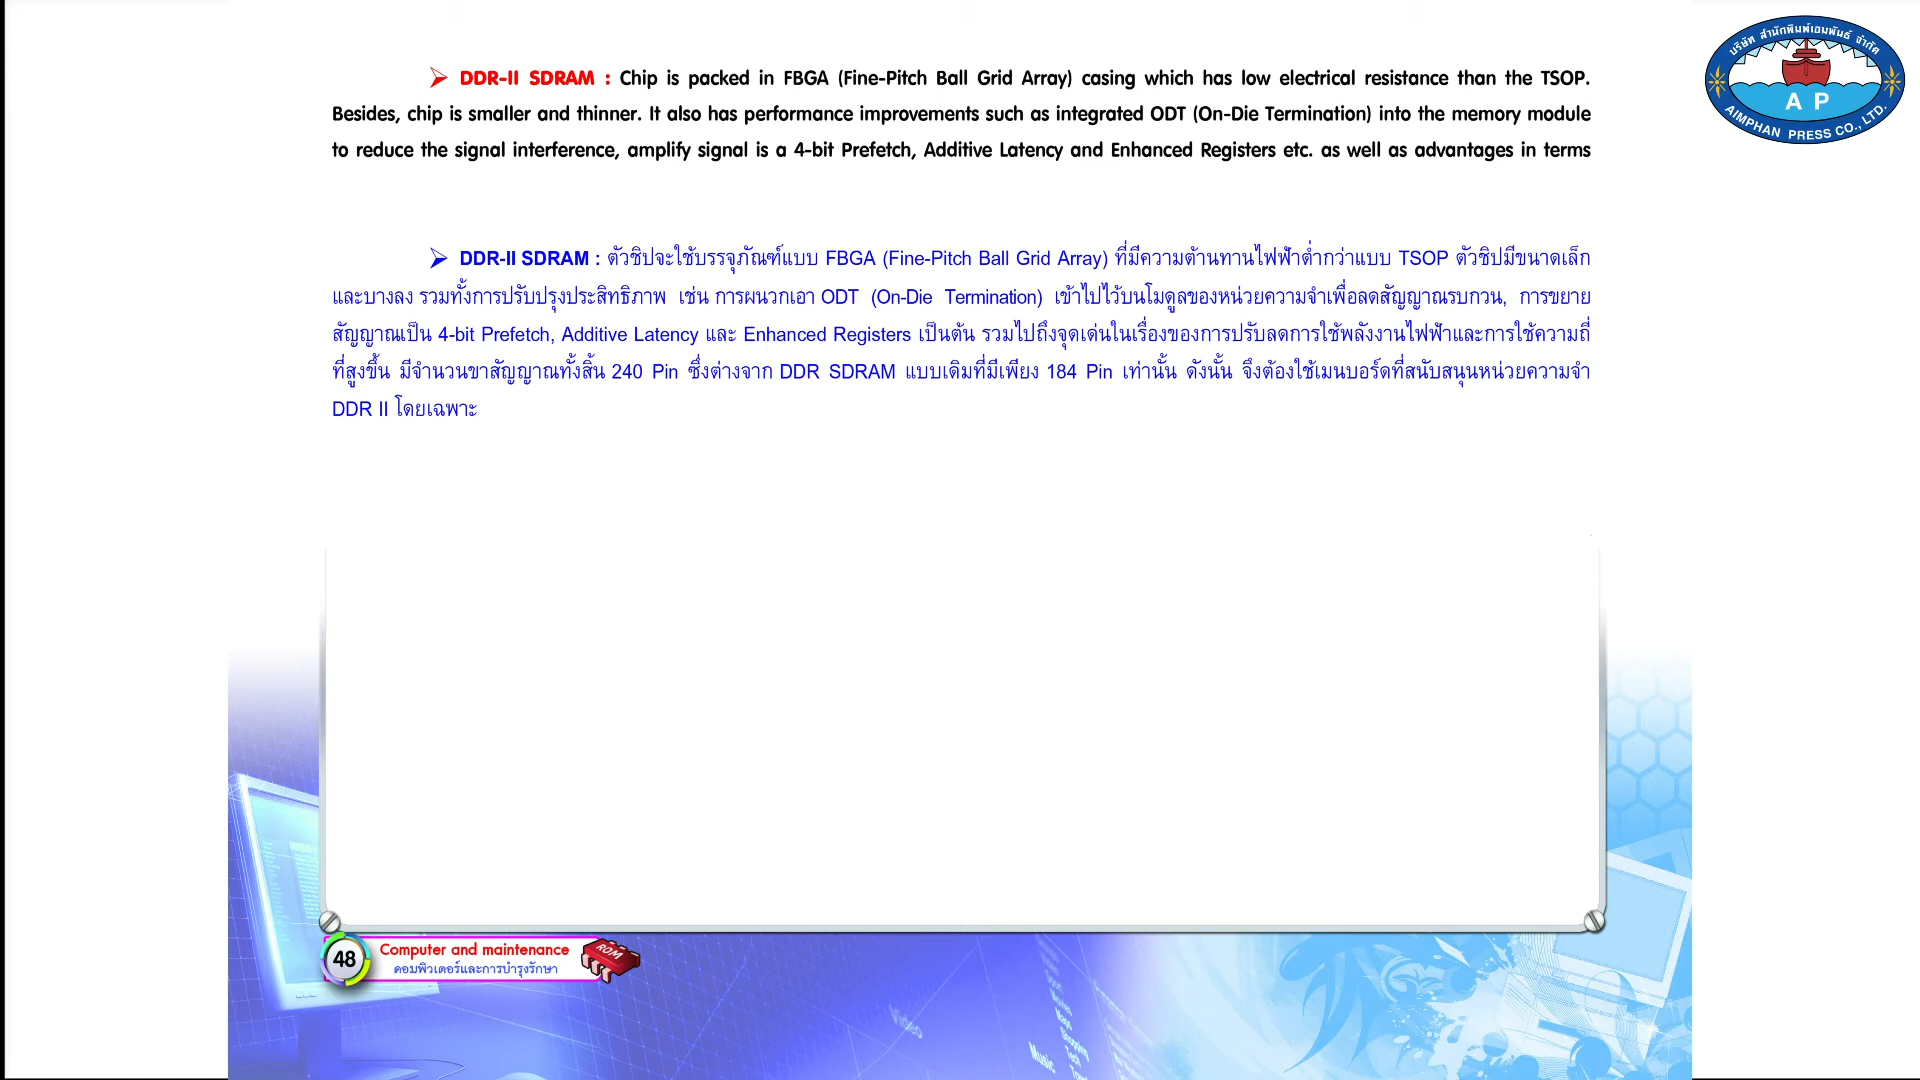 บริษัท สำนักพิมพ์เอมพันธ์ จำกัด
A P
AIMPHAN PRESS CO., LTD.
➢ DDR-II SDRAM : Chip is packed in FBGA (Fine-Pitch Ball Grid Array) casing which has low electrical resistance than the TSOP.
Besides, chip is smaller and thinner. It also has performance improvements such as integrated ODT (On-Die Termination) into the memory module
to reduce the signal interference, amplify signal is a 4-bit Prefetch, Additive Latency and Enhanced Registers etc. as well as advantages in terms
➢ DDR-II SDRAM : ตัวชิปจะใช้บรรจุภัณฑ์แบบ FBGA (Fine-Pitch Ball Grid Array) ที่มีความต้านทานไฟฟ้าต่ำกว่าแบบ TSOP ตัวชิปมีขนาดเล็ก
และบางลง รวมทั้งการปรับปรุงประสิทธิภาพ เช่น การผนวกเอา ODT (On-Die Termination) เข้าไปไว้บนโมดูลของหน่วยความจำเพื่อลดสัญญาณรบกวน, การขยาย
สัญญาณเป็น 4-bit Prefetch, Additive Latency และ Enhanced Registers เป็นต้น รวมไปถึงจุดเด่นในเรื่องของการปรับลดการใช้พลังงานไฟฟ้าและการใช้ความถี่
ที่สูงขึ้น มีจำนวนขาสัญญาณทั้งสิ้น 240 Pin ซึ่งต่างจาก DDR SDRAM แบบเดิมที่มีเพียง 184 Pin เท่านั้น ดังนั้น จึงต้องใช้เมนบอร์ดที่สนับสนุนหน่วยความจำ
DDR II โดยเฉพาะ
48
Computer and maintenance
คอมพิวเตอร์และการบำรุงรักษา
ROM
Video
Music